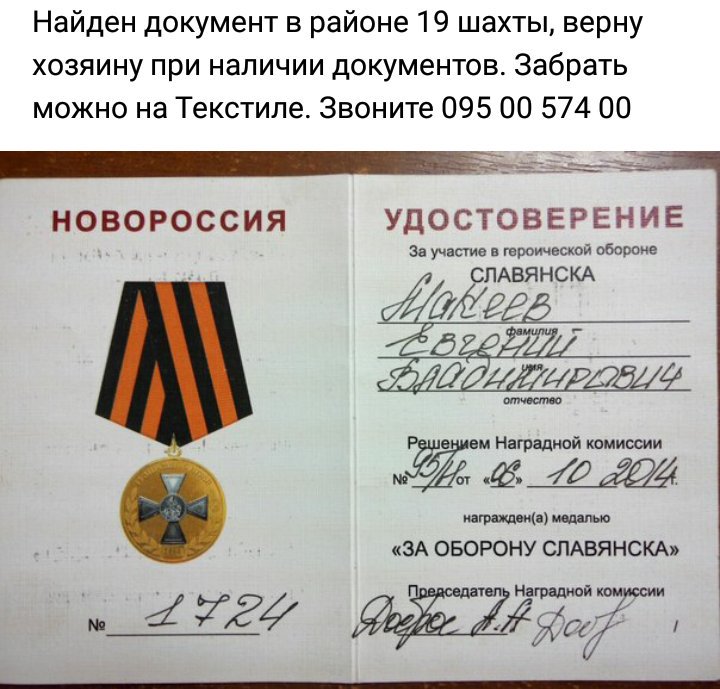 Найден документ в районе 19 шахты, верну
хозяину при наличии документов. Забрать
можно на Текстиле. Звоните 095 00 574 00
НОВОРОССИЯ
№ 1724
УДОСТОВЕРЕНИЕ
За участие в героической обороне
СЛАВЯНСКА
Макеев
фамилия
Евгений
имя
Владимирович
отчество
Решением Наградной комиссии
№ 95/Н от «06» 10 2014г.
награжден(а) медалью
«ЗА ОБОРОНУ СЛАВЯНСКА»
Председатель Наградной комиссии